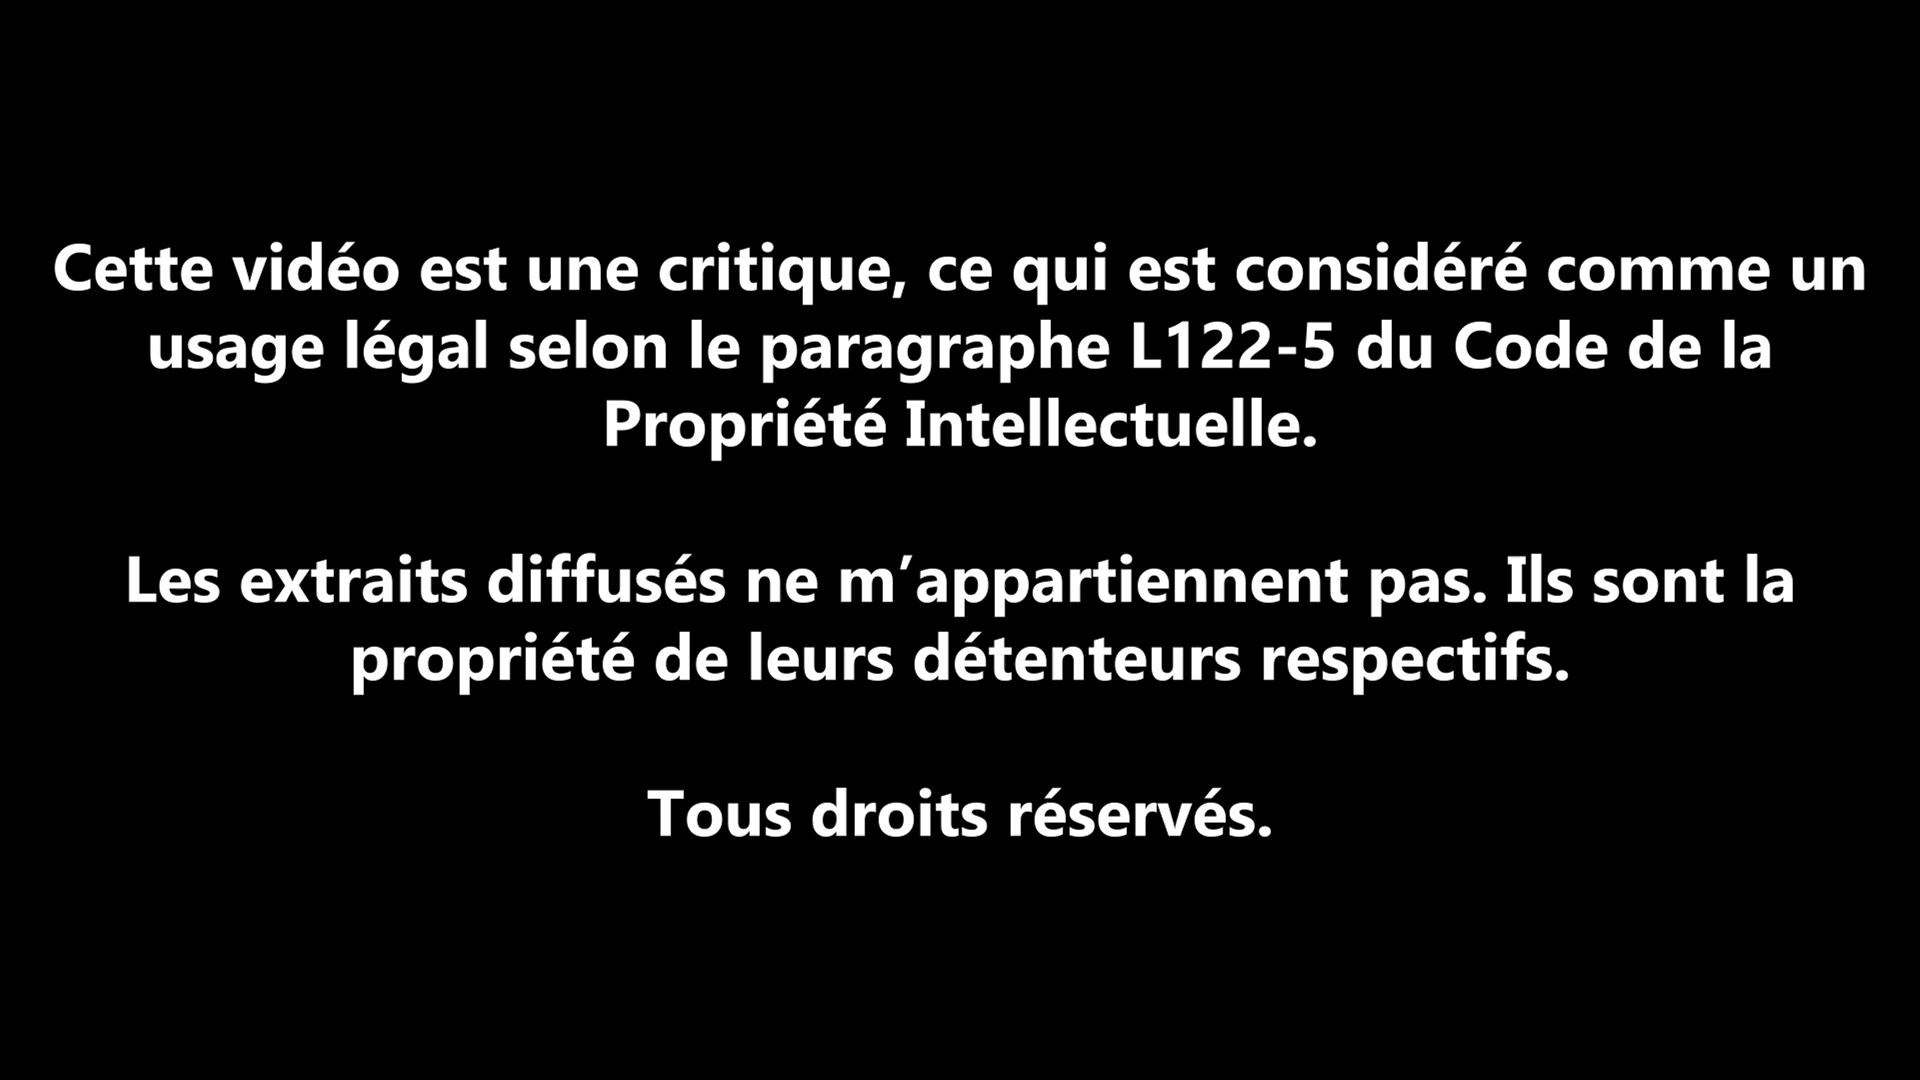 Cette vidéo est une critique, ce qui est considéré comme un
usage légal selon le paragraphe L122-5 du Code de la
Propriété Intellectuelle.
Les extraits diffusés ne m’appartiennent pas. Ils sont la
propriété de leurs détenteurs respectifs.
Tous droits réservés.